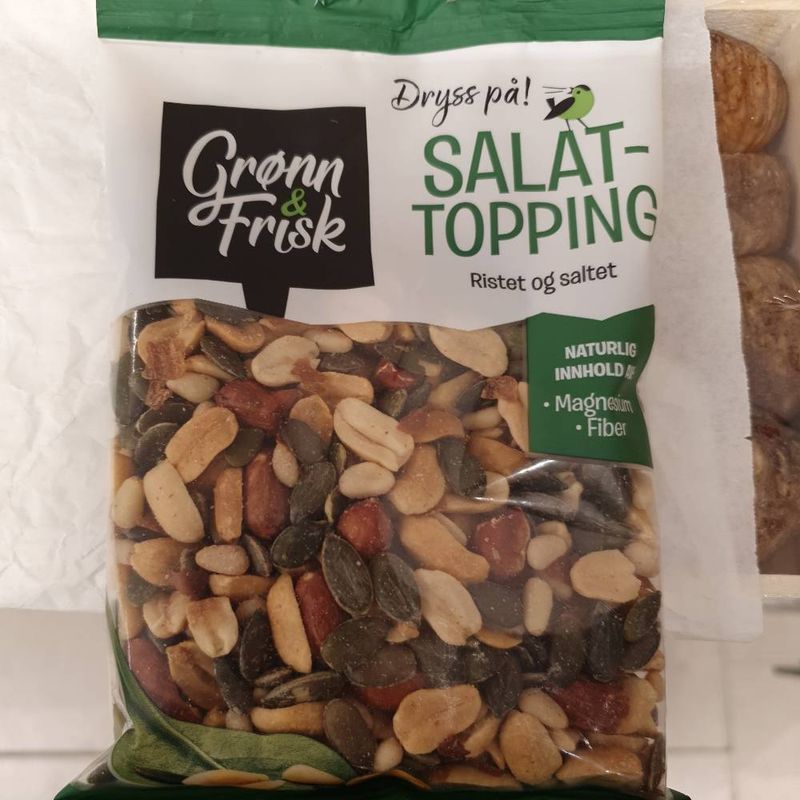 Grønn
&
Frisk
Dryss på!
SALAT-
TOPPING
Ristet og saltet
NATURLIG
INNHOLD AV
• Magnesium
• Fiber